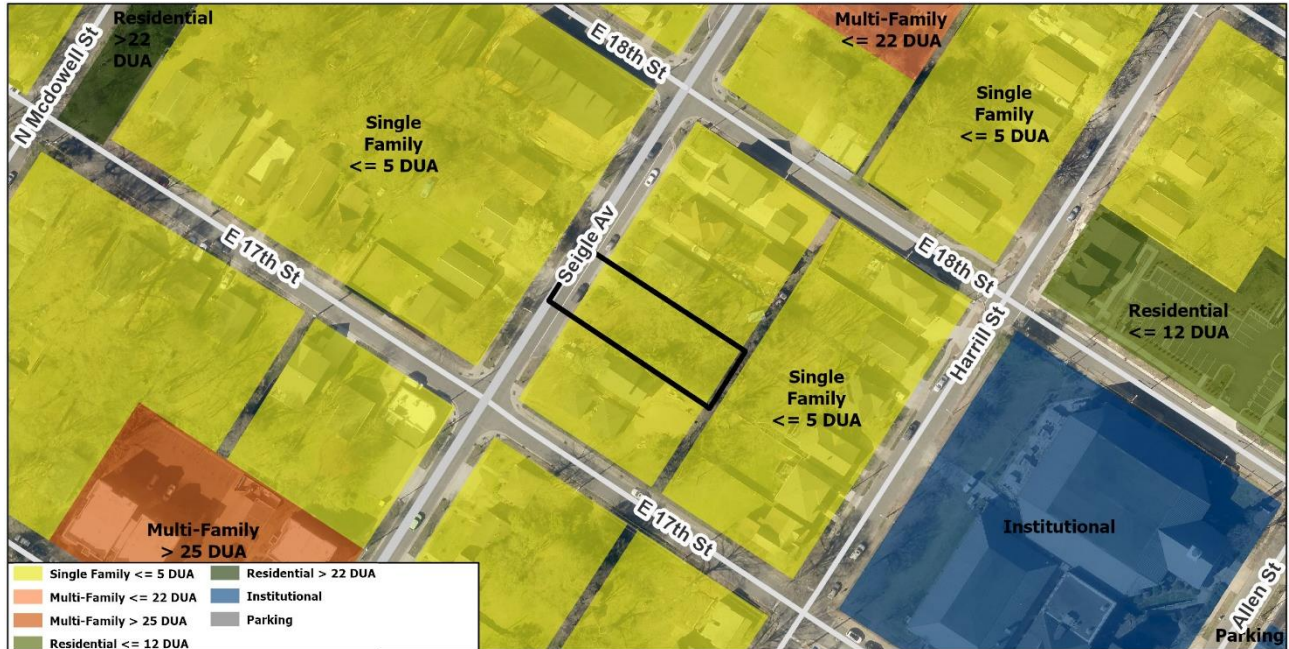 Residential
>22
DUA
N Mcdowell St
E 18th St
Multi-Family
<= 22 DUA
Single
Family
<= 5 DUA
Single
Family
<= 5 DUA
E 17th St
Seigle Av
E 18th St
Harrill St
Residential
<= 12 DUA
Single
Family
<= 5 DUA
E 17th St
Institutional
Multi-Family
> 25 DUA
Allen St
Parking
Single Family <= 5 DUA
Residential > 22 DUA
Multi-Family <= 22 DUA
Institutional
Multi-Family > 25 DUA
Parking
Residential <= 12 DUA